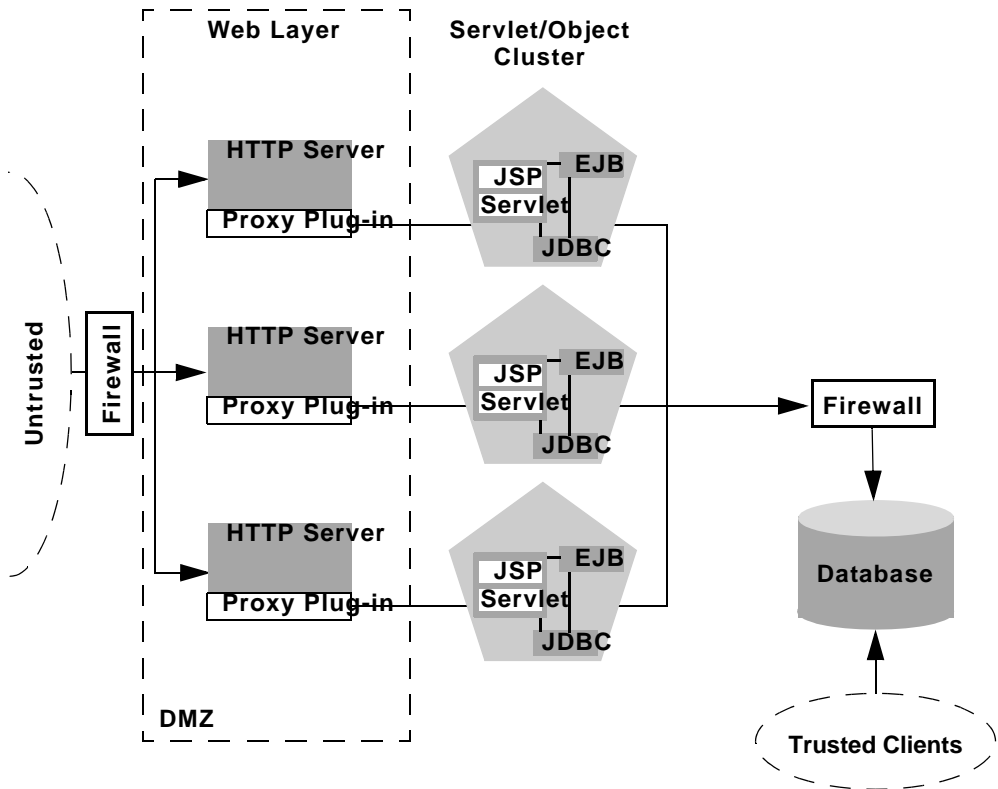 Web Layer
Servlet/Object
Cluster
HTTP Server
Proxy Plug-in
JSP
Servlet
EJB
JDBC
Untrusted
Firewall
HTTP Server
Proxy Plug-in
JSP
Servlet
EJB
JDBC
Firewall
HTTP Server
Proxy Plug-in
JSP
Servlet
EJB
JDBC
Database
DMZ
Trusted Clients